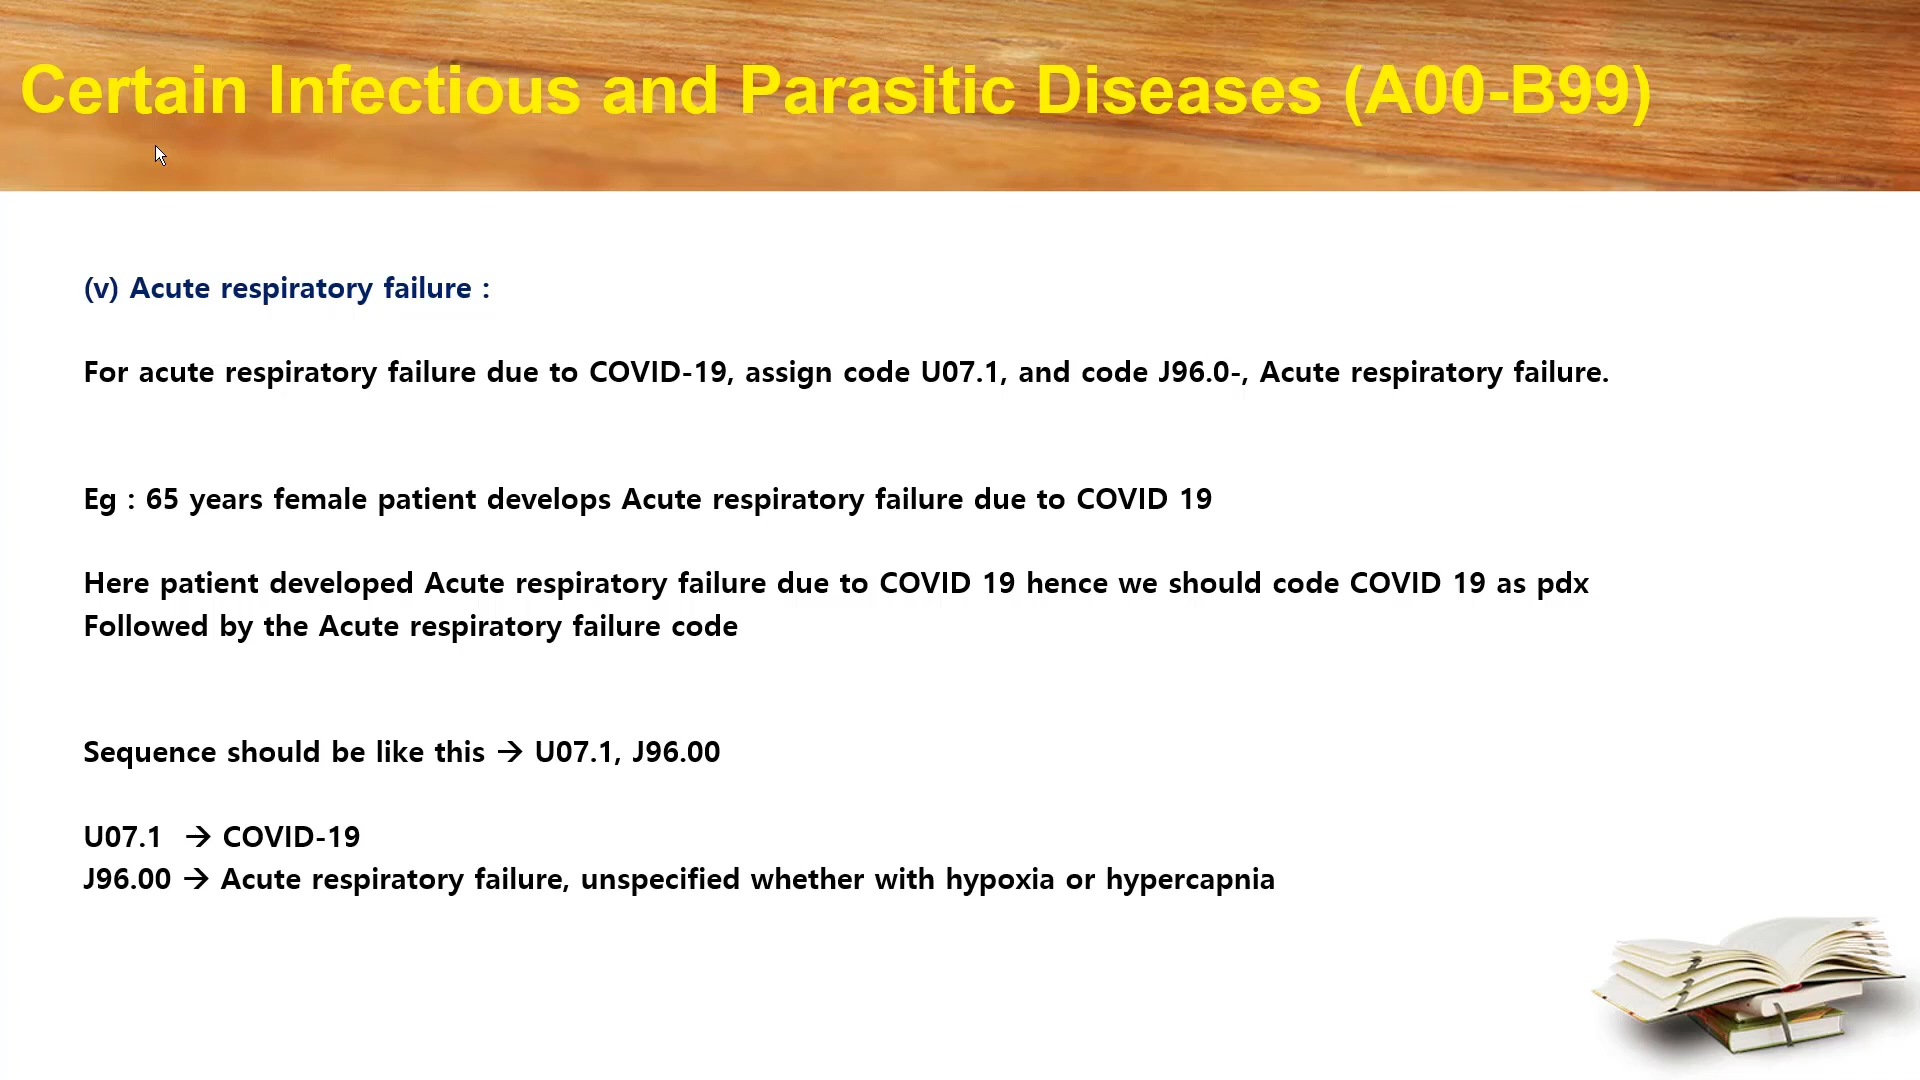 Certain Infectious and Parasitic Diseases (A00-B99)
(v) Acute respiratory failure :
For acute respiratory failure due to COVID-19, assign code U07.1, and code J96.0-, Acute respiratory failure.
Eg : 65 years female patient develops Acute respiratory failure due to COVID 19
Here patient developed Acute respiratory failure due to COVID 19 hence we should code COVID 19 as pdx
Followed by the Acute respiratory failure code
Sequence should be like this → U07.1, J96.00
U07.1 → COVID-19
J96.00 → Acute respiratory failure, unspecified whether with hypoxia or hypercapnia